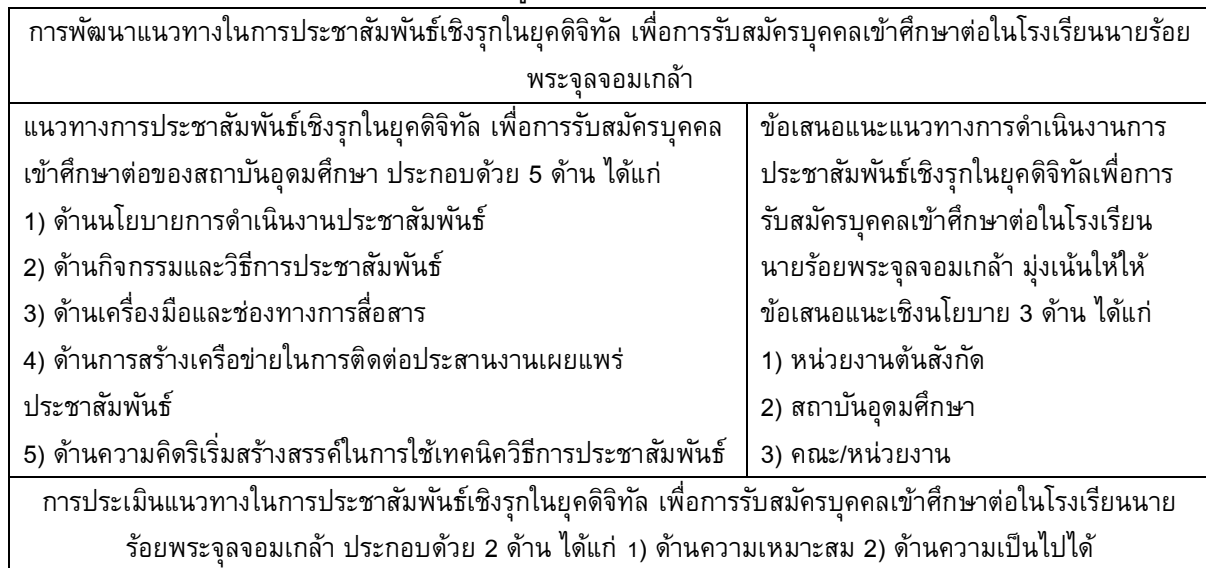 การพัฒนาแนวทางในการประชาสัมพันธ์เชิงรุกในยุคดิจิทัล เพื่อการรับสมัครบุคคลเข้าศึกษาต่อในโรงเรียนนายร้อย
พระจุลจอมเกล้า
แนวทางการประชาสัมพันธ์เชิงรุกในยุคดิจิทัล เพื่อการรับสมัครบุคคล
เข้าศึกษาต่อของสถาบันอุดมศึกษา ประกอบด้วย 5 ด้าน ได้แก่
1) ด้านนโยบายการดำเนินงานประชาสัมพันธ์
2) ด้านกิจกรรมและวิธีการประชาสัมพันธ์
3) ด้านเครื่องมือและช่องทางการสื่อสาร
4) ด้านการสร้างเครือข่ายในการติดต่อประสานงานเผยแพร่
ประชาสัมพันธ์
5) ด้านความคิดริเริ่มสร้างสรรค์ในการใช้เทคนิควิธีการประชาสัมพันธ์
ข้อเสนอแนะแนวทางการดำเนินงานการ
ประชาสัมพันธ์เชิงรุกในยุคดิจิทัลเพื่อการ
รับสมัครบุคคลเข้าศึกษาต่อในโรงเรียน
นายร้อยพระจุลจอมเกล้า มุ่งเน้นให้ให้
ข้อเสนอแนะเชิงนโยบาย 3 ด้าน ได้แก่
1) หน่วยงานต้นสังกัด
2) สถาบันอุดมศึกษา
3) คณะ/หน่วยงาน
การประเมินแนวทางในการประชาสัมพันธ์เชิงรุกในยุคดิจิทัล เพื่อการรับสมัครบุคคลเข้าศึกษาต่อในโรงเรียนนาย
ร้อยพระจุลจอมเกล้า ประกอบด้วย 2 ด้าน ได้แก่ 1) ด้านความเหมาะสม 2) ด้านความเป็นไปได้